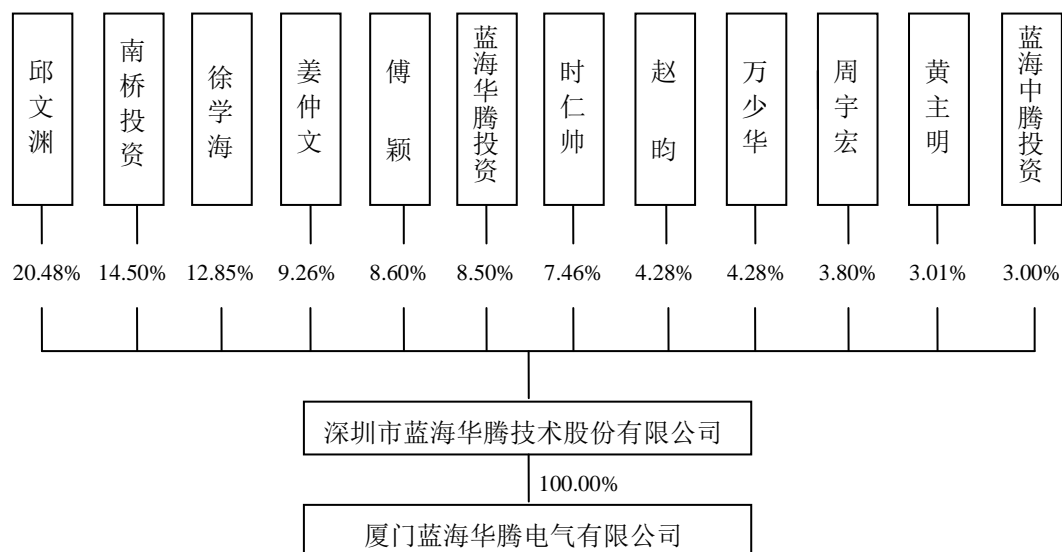 邱文渊
南桥投资
徐学海
姜仲文
傅颖
蓝海华腾投资
时仁帅
赵昀
万少华
周宇宏
黄主明
蓝海中腾投资
20.48% 14.50% 12.85% 9.26% 8.60% 8.50% 7.46% 4.28% 4.28% 3.80% 3.01% 3.00%
深圳市蓝海华腾技术股份有限公司
100.00%
厦门蓝海华腾电气有限公司